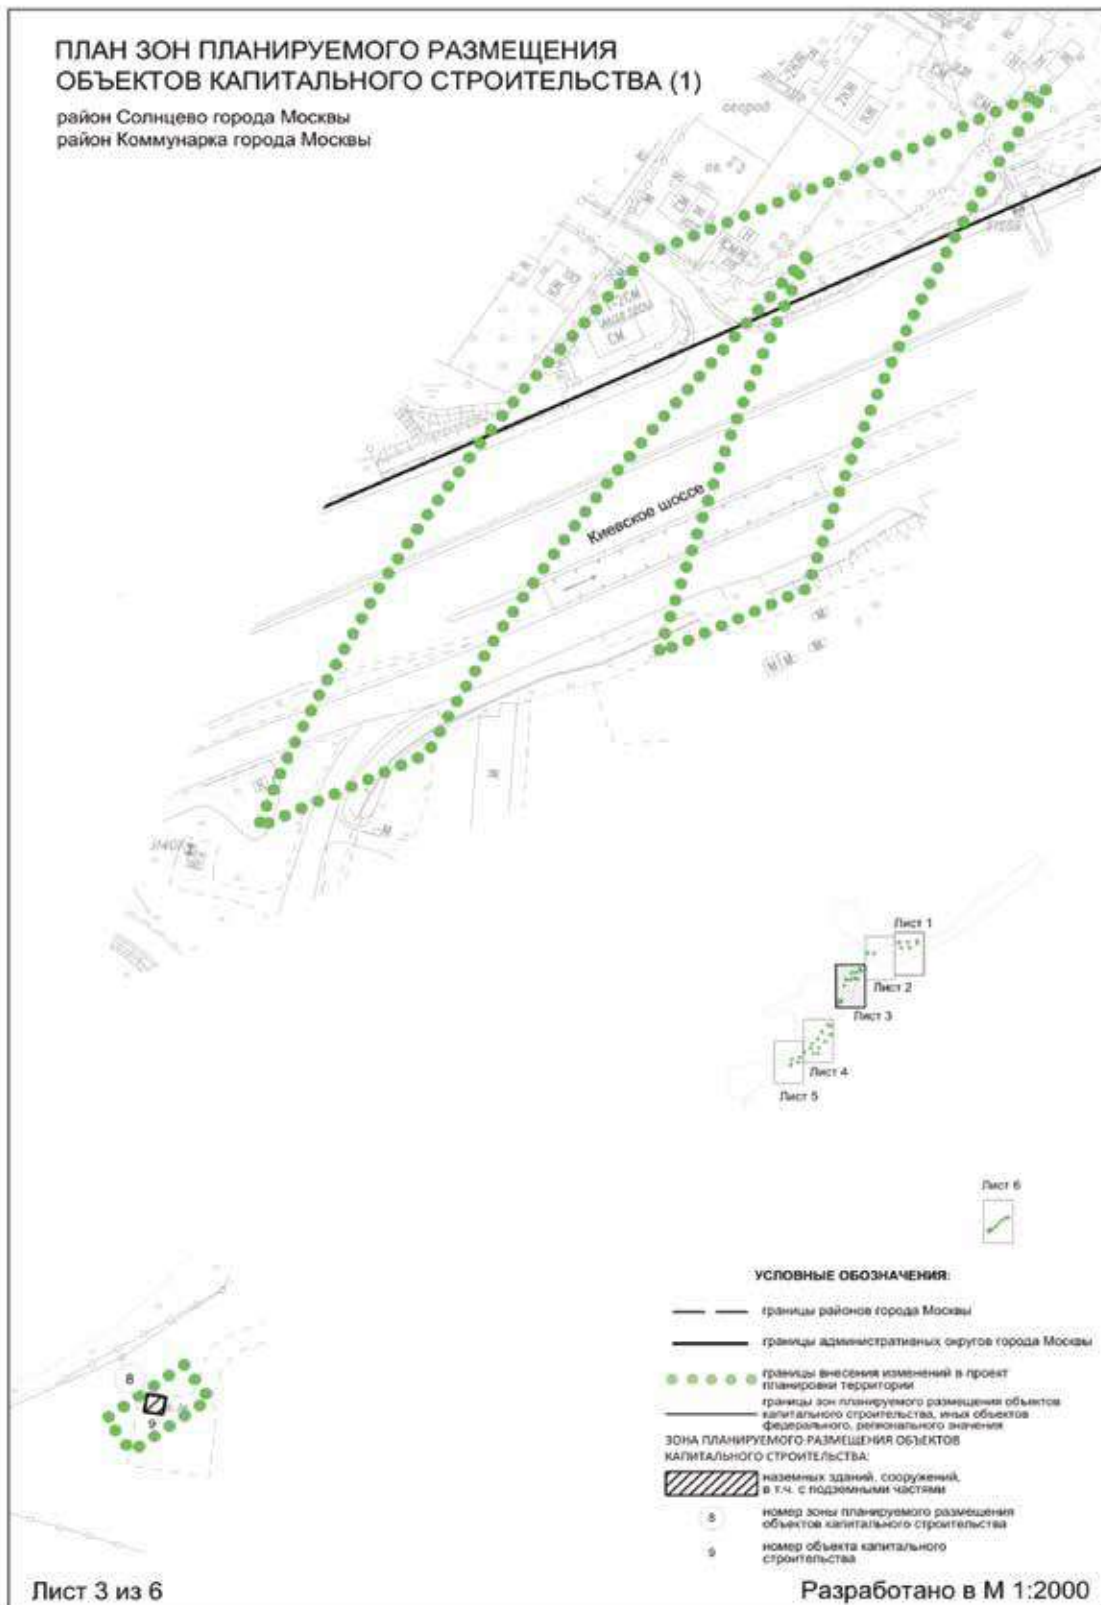 ПЛАН ЗОН ПЛАНИРУЕМОГО РАЗМЕЩЕНИЯ
ОБЪЕКТОВ КАПИТАЛЬНОГО СТРОИТЕЛЬСТВА (1)
район Солнцево города Москвы
район Коммунарка города Москвы
огород
Киевское шоссе
Лист 1
Лист 2
Лист 3
Лист 4
Лист 5
Лист 6
УСЛОВНЫЕ ОБОЗНАЧЕНИЯ:
границы районов города Москвы
границы административных округов города Москвы
границы внесения изменений в проект
планировки территории
границы зон планируемого размещения объектов
капитального строительства, иных объектов
федерального, регионального значения
ЗОНА ПЛАНИРУЕМОГО РАЗМЕЩЕНИЯ ОБЪЕКТОВ
КАПИТАЛЬНОГО СТРОИТЕЛЬСТВА:
наземных зданий, сооружений,
в т.ч. с подземными частями
8 номер зоны планируемого размещения
объектов капитального строительства
9 номер объекта капитального
строительства
8
9
Лист 3 из 6
Разработано в М 1:2000